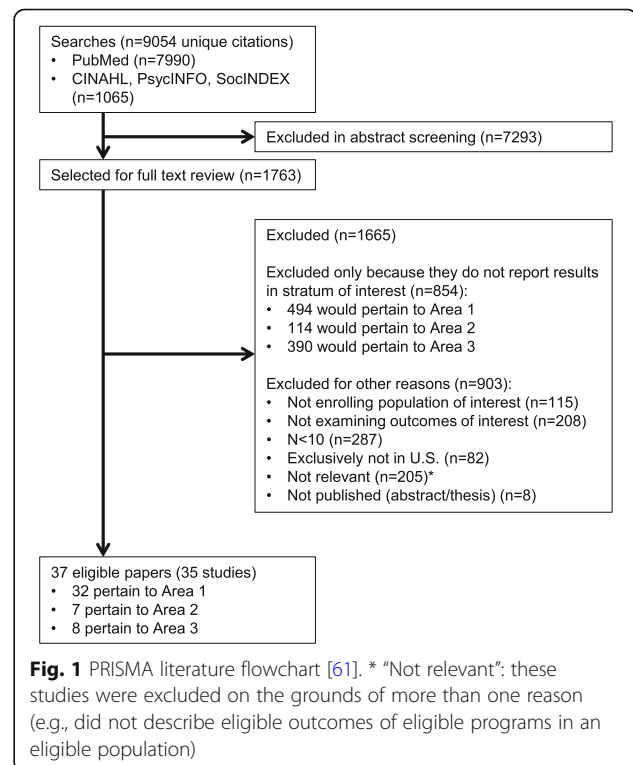 Searches (n=9054 unique citations)
• PubMed (n=7990)
• CINAHL, PsycINFO, SocINDEX
(n=1065)
Excluded in abstract screening (n=7293)
Selected for full text review (n=1763)
Excluded (n=1665)
Excluded only because they do not report results
in stratum of interest (n=854):
• 494 would pertain to Area 1
• 114 would pertain to Area 2
• 390 would pertain to Area 3
Excluded for other reasons (n=903):
• Not enrolling population of interest (n=115)
• Not examining outcomes of interest (n=208)
• N<10 (n=287)
• Exclusively not in U.S. (n=82)
• Not relevant (n=205)*
• Not published (abstract/thesis) (n=8)
37 eligible papers (35 studies)
• 32 pertain to Area 1
• 7 pertain to Area 2
• 8 pertain to Area 3
Fig. 1 PRISMA literature flowchart [61]. * “Not relevant”: these
studies were excluded on the grounds of more than one reason
(e.g., did not describe eligible outcomes of eligible programs in an
eligible population)